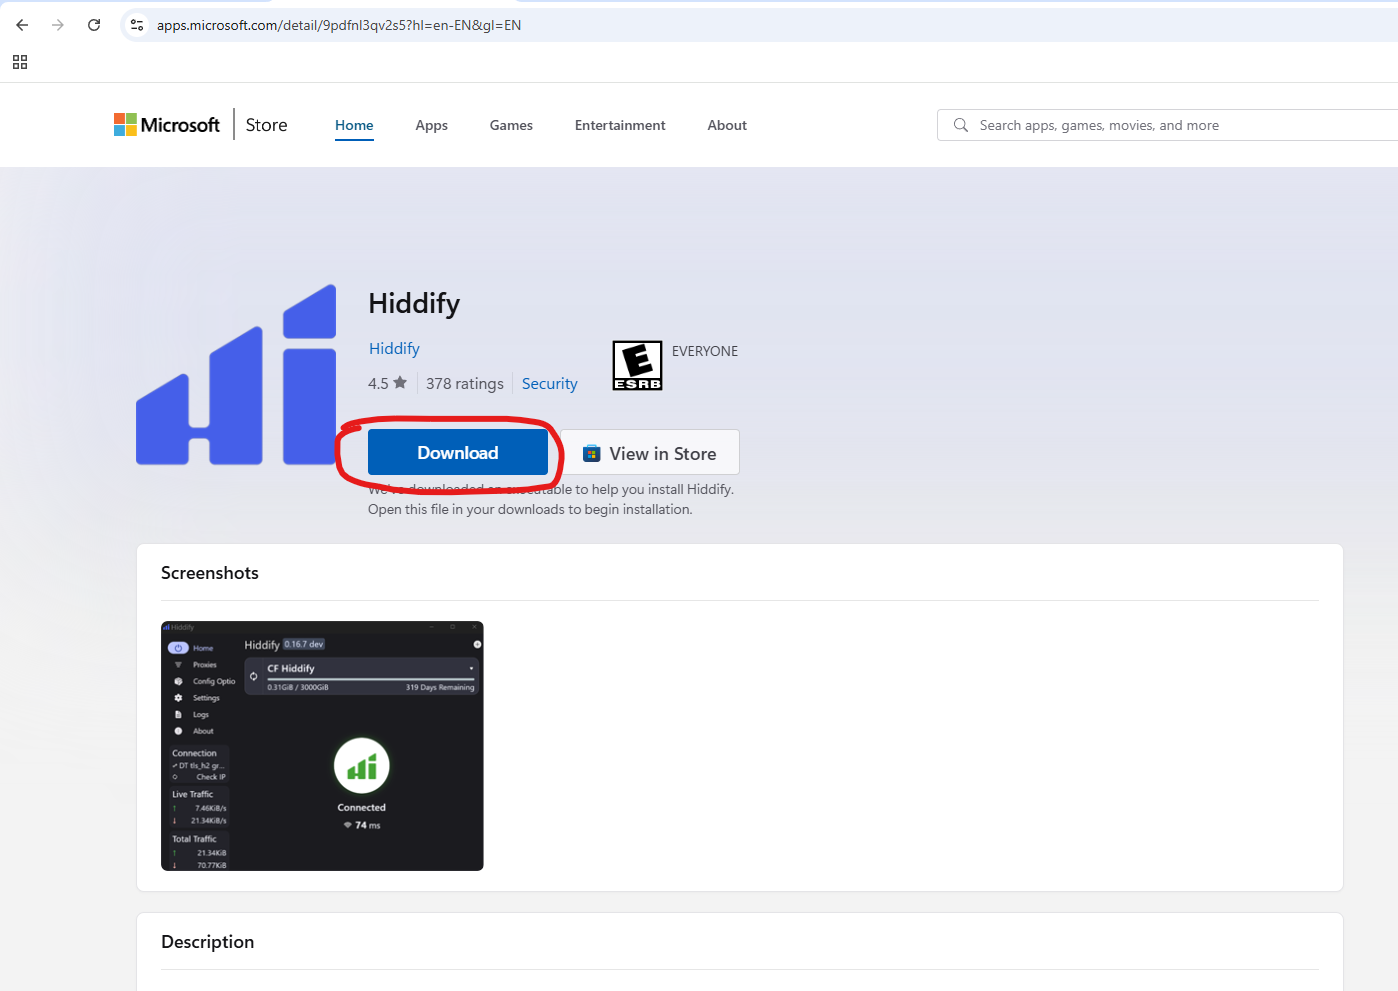 apps.microsoft.com/detail/9pdfnl3qv2s5?hl=en-EN&gl=EN
Microsoft Store Home Apps Games Entertainment About Search apps, games, movies, and more
Hiddify
Hiddify
E
ESRB
EVERYONE
4.5 ★ 378 ratings Security
Download View in Store
We've downloaded an executable to help you install Hiddify.
Open this file in your downloads to begin installation.
Screenshots
Hiddify
Home
Proxies
Config Optio
Settings
Logs
About
Connection
DT tls_h2 gr...
Check IP
Live Traffic
7.46KiB/s
21.34KiB/s
Total Traffic
21.34KiB
70.77KiB
Hiddify 0.16.7 dev
CF Hiddify
0.31GiB / 3000GiB 319 Days Remaining
Connected
74 ms
Description